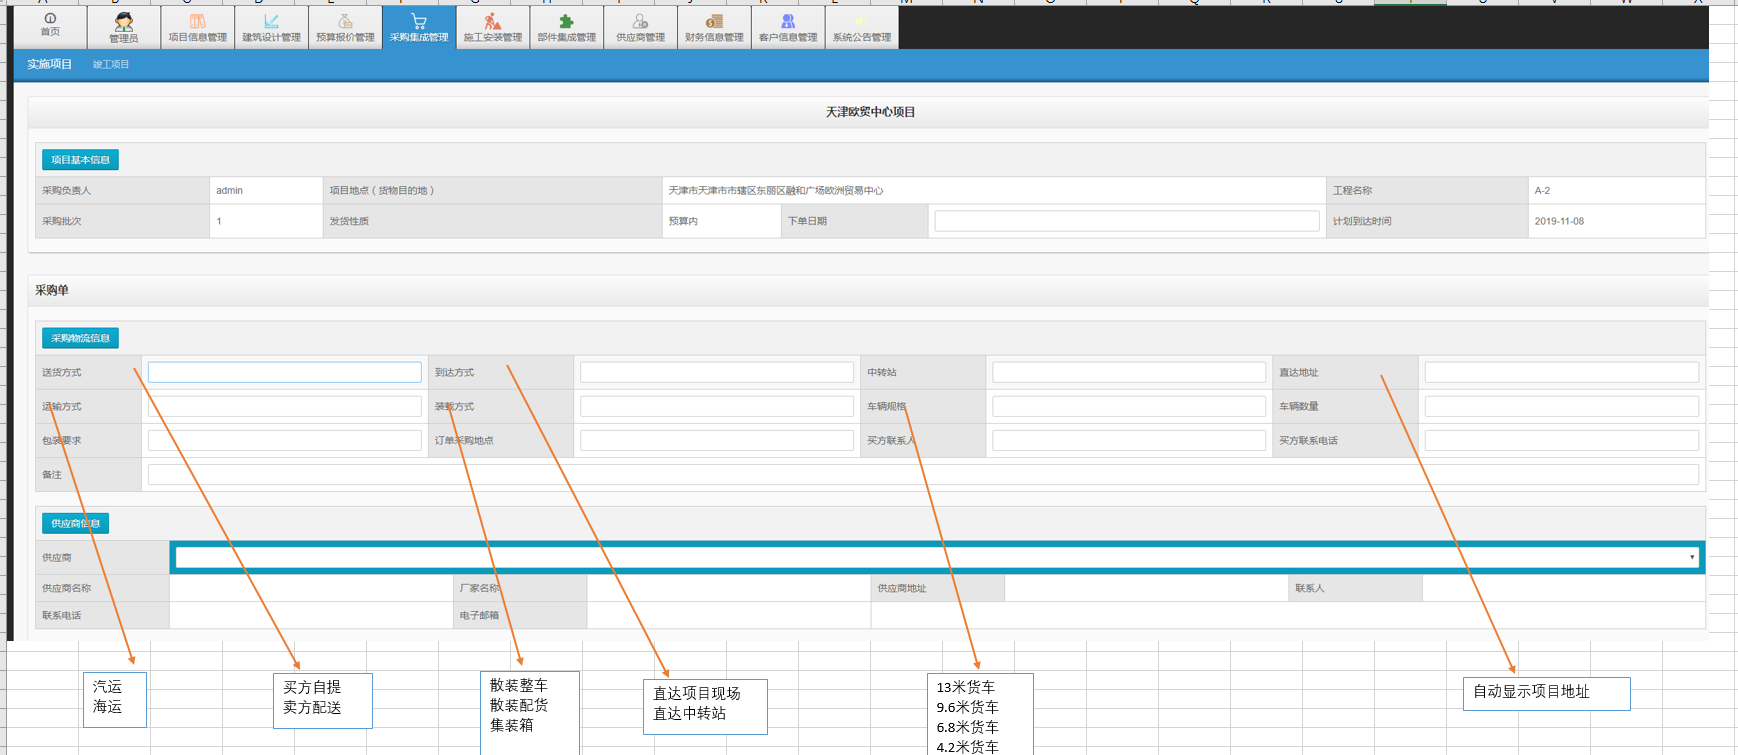 首页
管理员
项目信息管理
建筑设计管理
预算报价管理
采购集成管理
施工安装管理
部件集成管理
供应商管理
财务信息管理
客户信息管理
系统公告管理
实施项目 竣工项目
天津欧贸中心项目
项目基本信息
采购负责人 admin 项目地点（货物目的地） 天津市天津市市辖区东丽区融和广场欧洲贸易中心 工程名称 A-2
采购批次 1 发货性质 预算内 下单日期 计划到达时间 2019-11-08
采购单
采购物流信息
送货方式 到达方式 中转站 直达地址
运输方式 装载方式 车辆规格 车辆数量
包装要求 订单采购地点 买方联系人 买方联系电话
备注
供应商信息
供应商
供应商名称 厂家名称 供应商地址 联系人
联系电话 电子邮箱
汽运
海运
买方自提
卖方配送
散装整车
散装配货
集装箱
直达项目现场
直达中转站
13米货车
9.6米货车
6.8米货车
4.2米货车
自动显示项目地址